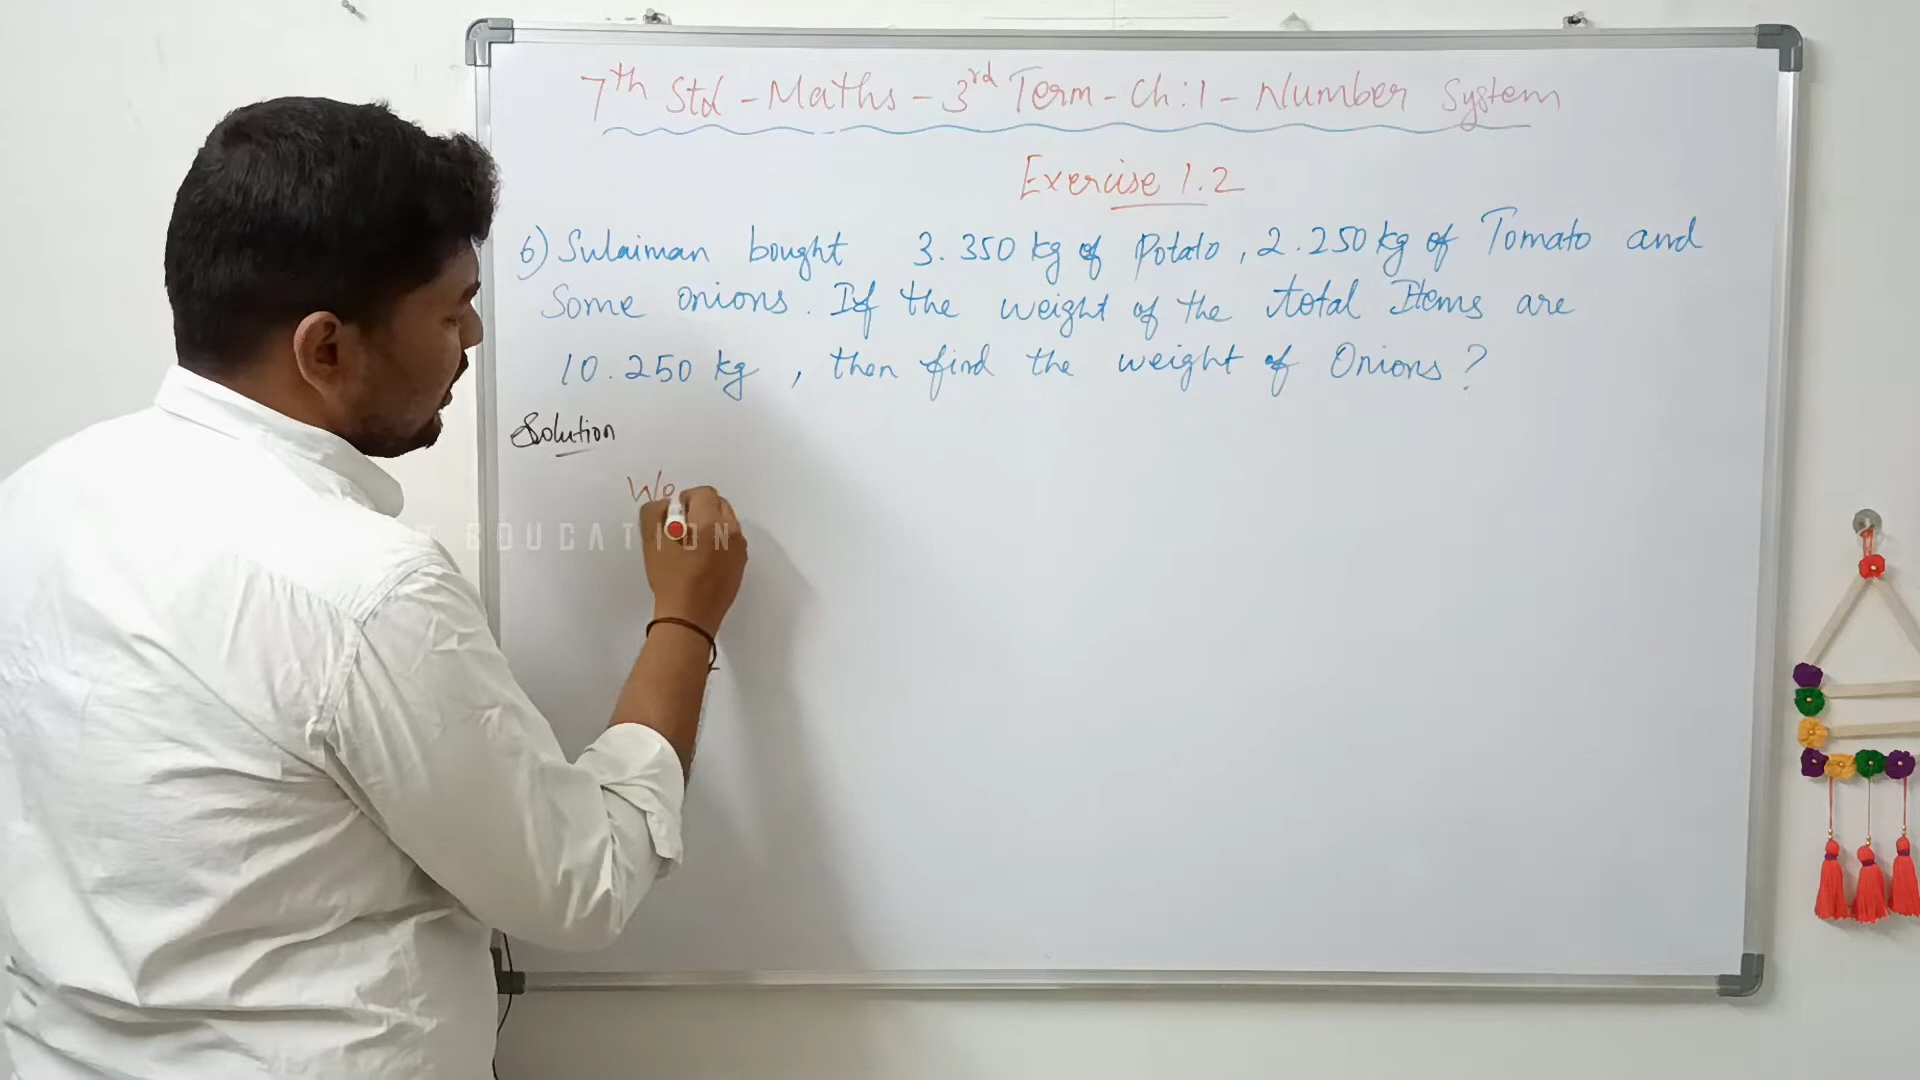 7th Std - Maths - 3rd Term - Ch:1 - Number System
Exercise 1.2
6) Sulaiman bought 3.350 kg of Potato, 2.250 kg of Tomato and
Some onions. If the weight of the total Items are
10.250 kg, then find the weight of Onions?
Solution
EDUCATION